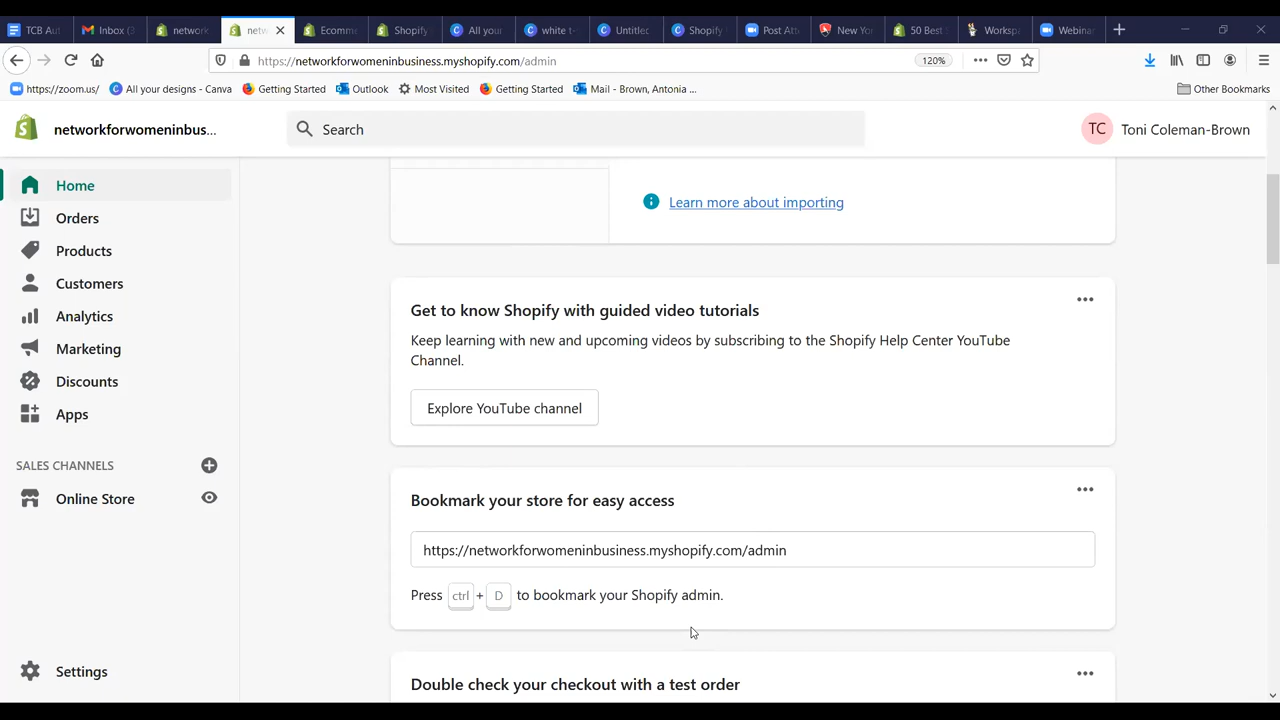 TCB Au
Inbox (
network
netw
Ecomme
Shopify
All your
white t-
Untitled
Shopify
Post Att
New Yor
50 Best
Worksp
Webina
https://networkforwomeninbusiness.myshopify.com/admin
120%
https://zoom.us/
All your designs - Canva
Getting Started
Outlook
Most Visited
Getting Started
Mail - Brown, Antonia ...
Other Bookmarks
networkforwomeninbus...
Search
TC
Toni Coleman-Brown
Home
Orders
Products
Customers
Analytics
Marketing
Discounts
Apps
SALES CHANNELS
Online Store
Settings
Learn more about importing
Get to know Shopify with guided video tutorials
Keep learning with new and upcoming videos by subscribing to the Shopify Help Center YouTube
Channel.
Explore YouTube channel
Bookmark your store for easy access
https://networkforwomeninbusiness.myshopify.com/admin
Press ctrl + D to bookmark your Shopify admin.
Double check your checkout with a test order